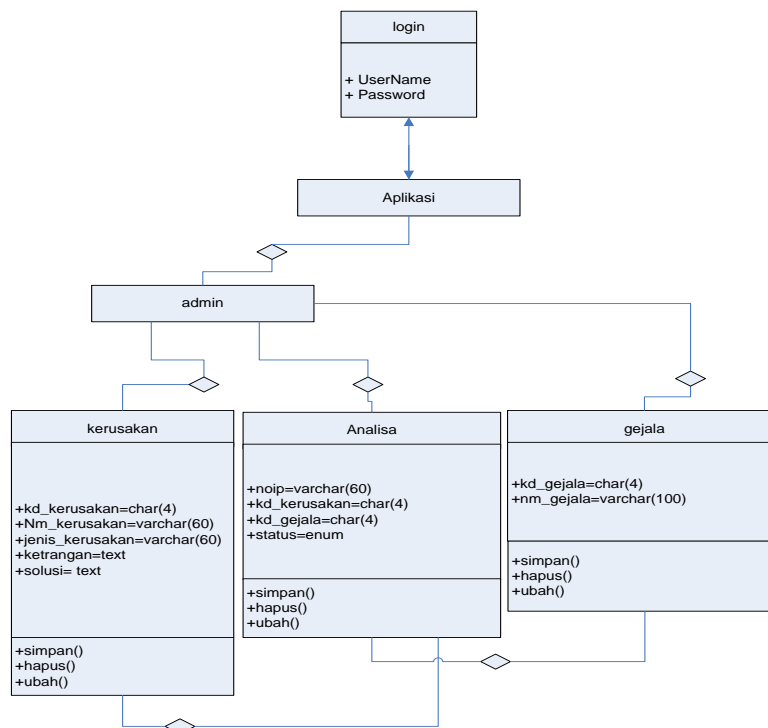 login
+ UserName
+ Password
Aplikasi
admin
kerusakan
+kd_kerusakan=char(4)
+Nm_kerusakan=varchar(60)
+jenis_kerusakan=varchar(60)
+ketrangan=text
+solusi= text
+simpan()
+hapus()
+ubah()
Analisa
+noip=varchar(60)
+kd_kerusakan=char(4)
+kd_gejala=char(4)
+status=enum
+simpan()
+hapus()
+ubah()
gejala
+kd_gejala=char(4)
+nm_gejala=varchar(100)
+simpan()
+hapus()
+ubah()